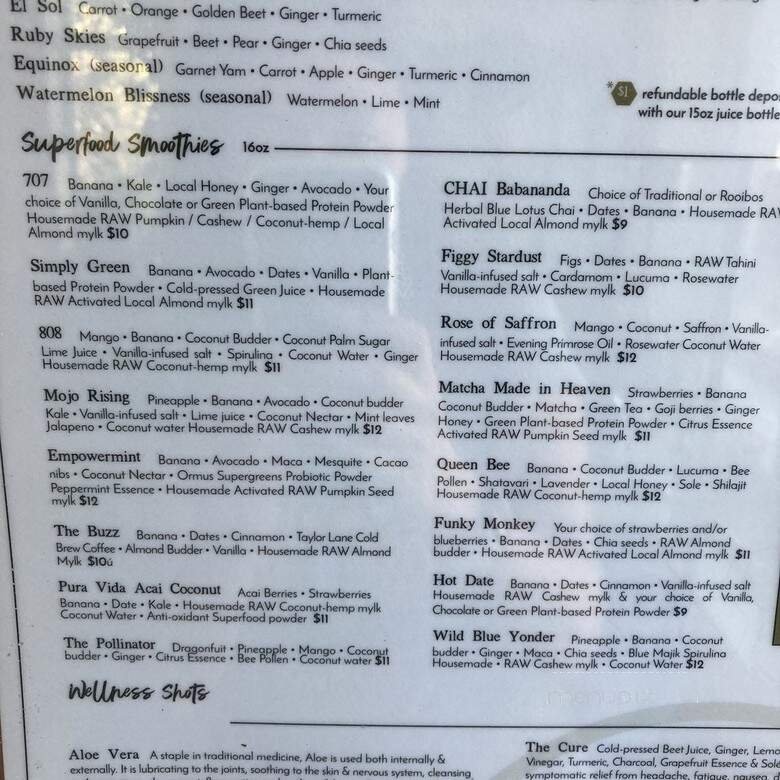 El Sol Carrot • Orange • Golden Beet • Ginger • Turmeric
Ruby Skies Grapefruit • Beet • Pear • Ginger • Chia seeds
Equinox (seasonal) Garnet Yam • Carrot • Apple • Ginger • Turmeric • Cinnamon
Watermelon Blissness (seasonal) Watermelon • Lime • Mint
*$1 refundable bottle depo
with our 15oz juice bottle
Superfood Smoothies 16oz
707 Banana • Kale • Local Honey • Ginger • Avocado • Your
choice of Vanilla, Chocolate or Green Plant-based Protein Powder
Housemade RAW Pumpkin / Cashew / Coconut-hemp / Local
Almond mylk $10
Simply Green Banana • Avocado • Dates • Vanilla • Plant-
based Protein Powder • Cold-pressed Green Juice • Housemade
RAW Activated Local Almond mylk $11
808 Mango • Banana • Coconut Budder • Coconut Palm Sugar
Lime Juice • Vanilla-infused salt • Spirulina • Coconut Water • Ginger
Housemade RAW Coconut-hemp mylk $11
Mojo Rising Pineapple • Banana • Avocado • Coconut budder
Kale • Vanilla-infused salt • Lime juice • Coconut Nectar • Mint leaves
Jalapeno • Coconut water Housemade RAW Cashew mylk $12
Empowermint Banana • Avocado • Maca • Mesquite • Cacao
nibs • Coconut Nectar • Ormus Supergreens Probiotic Powder
Peppermint Essence • Housemade Activated RAW Pumpkin Seed
mylk $12
The Buzz Banana • Dates • Cinnamon • Taylor Lane Cold
Brew Coffee • Almond Budder • Vanilla • Housemade RAW Almond
Mylk $10ú
Pura Vida Acai Coconut Acai Berries • Strawberries
Banana • Date • Kale • Housemade RAW Coconut-hemp mylk
Coconut Water • Anti-oxidant Superfood powder $11
The Pollinator Dragonfuit • Pineapple • Mango • Coconut
budder • Ginger • Citrus Essence • Bee Pollen • Coconut water $11
CHAI Babananda Choice of Traditional or Rooibos
Herbal Blue Lotus Chai • Dates • Banana • Housemade RA
Activated Local Almond mylk $9
Figgy Stardust Figs • Dates • Banana • RAW Tahini
Vanilla-infused salt • Cardamom • Lucuma • Rosewater
Housemade RAW Cashew mylk $10
Rose of Saffron Mango • Coconut • Saffron • Vanilla-
infused salt • Evening Primrose Oil • Rosewater Coconut Water
Housemade RAW Cashew mylk $12
Matcha Made in Heaven Strawberries • Banana
Coconut Budder • Matcha • Green Tea • Goji berries • Ginger
Honey • Green Plant-based Protein Powder • Citrus Essence
Activated RAW Pumpkin Seed mylk $11
Queen Bee Banana • Coconut Budder • Lucuma • Bee
Pollen • Shatavari • Lavender • Local Honey • Sole • Shilajit
Housemade RAW Coconut-hemp mylk $12
Funky Monkey Your choice of strawberries and/or
blueberries • Banana • Dates • Chia seeds • RAW Almond
budder • Housemade RAW Activated Local Almond mylk $11
Hot Date Banana • Dates • Cinnamon • Vanilla-infused salt
Housemade RAW Cashew mylk & your choice of Vanilla,
Chocolate or Green Plant-based Protein Powder $9
Wild Blue Yonder Pineapple • Banana • Coconut
budder • Ginger • Maca • Chia seeds • Blue Majik Spirulina
Housemade • RAW Cashew mylk • Coconut Water $12
Wellness Shots
Aloe Vera A staple in traditional medicine, Aloe is used both internally &
externally. It is lubricating to the joints, soothing to the skin & nervous system, cleansing
The Cure Cold-pressed Beet Juice, Ginger, Lemo
Vinegar, Turmeric, Charcoal, Grapefruit Essence & Sol
symptomatic relief from headache, fatigue, nausea,